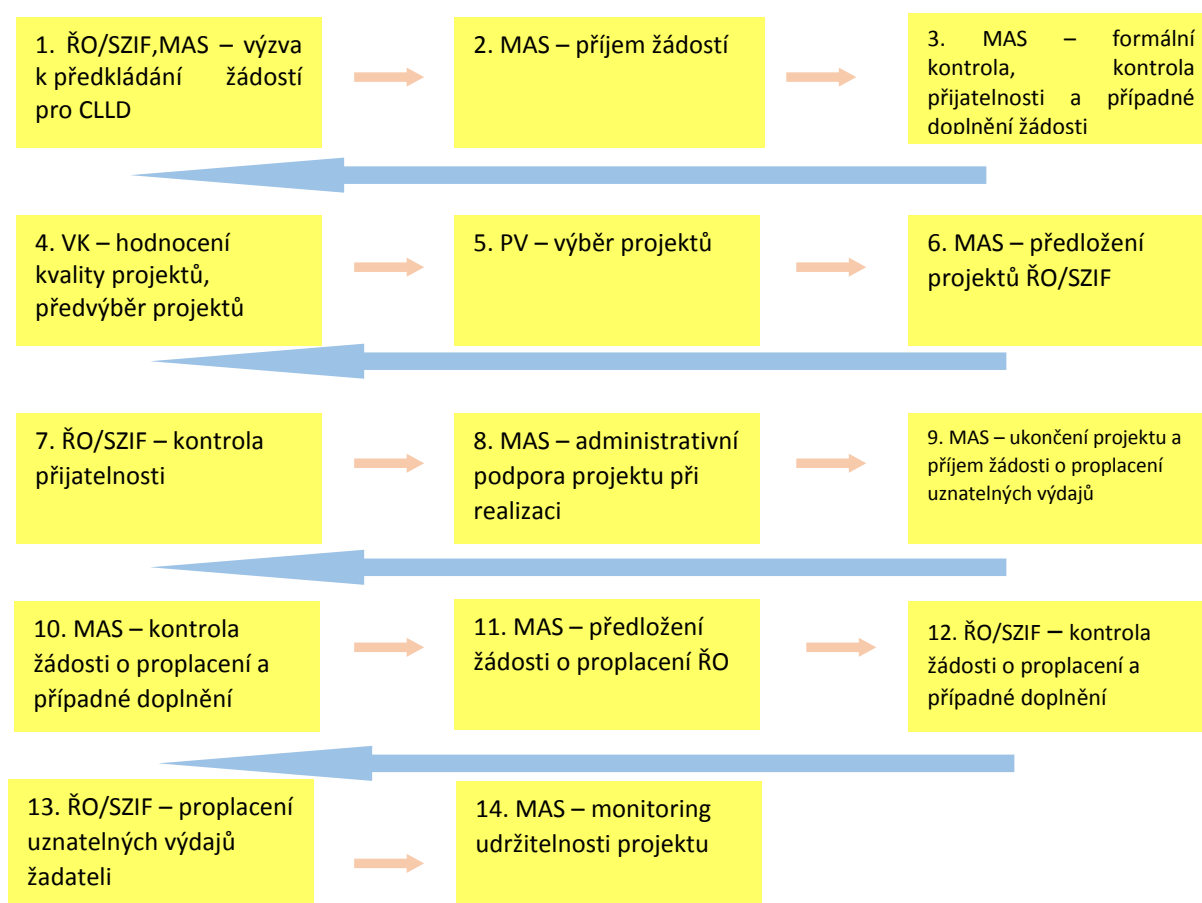 1. ŘO/SZIF,MAS – výzva
k předkládání žádostí
pro CLLD
2. MAS – příjem žádostí
3. MAS – formální
kontrola, kontrola
přijatelnosti a případné
doplnění žádosti
4. VK – hodnocení
kvality projektů,
předvýběr projektů
5. PV – výběr projektů
6. MAS – předložení
projektů ŘO/SZIF
7. ŘO/SZIF – kontrola
přijatelnosti
8. MAS – administrativní
podpora projektu při
realizaci
9. MAS – ukončení projektu a
příjem žádosti o proplacení
uznatelných výdajů
10. MAS – kontrola
žádosti o proplacení a
případné doplnění
11. MAS – předložení
žádosti o proplacení ŘO
12. ŘO/SZIF – kontrola
žádosti o proplacení a
případné doplnění
13. ŘO/SZIF – proplacení
uznatelných výdajů
žadateli
14. MAS – monitoring
udržitelnosti projektu